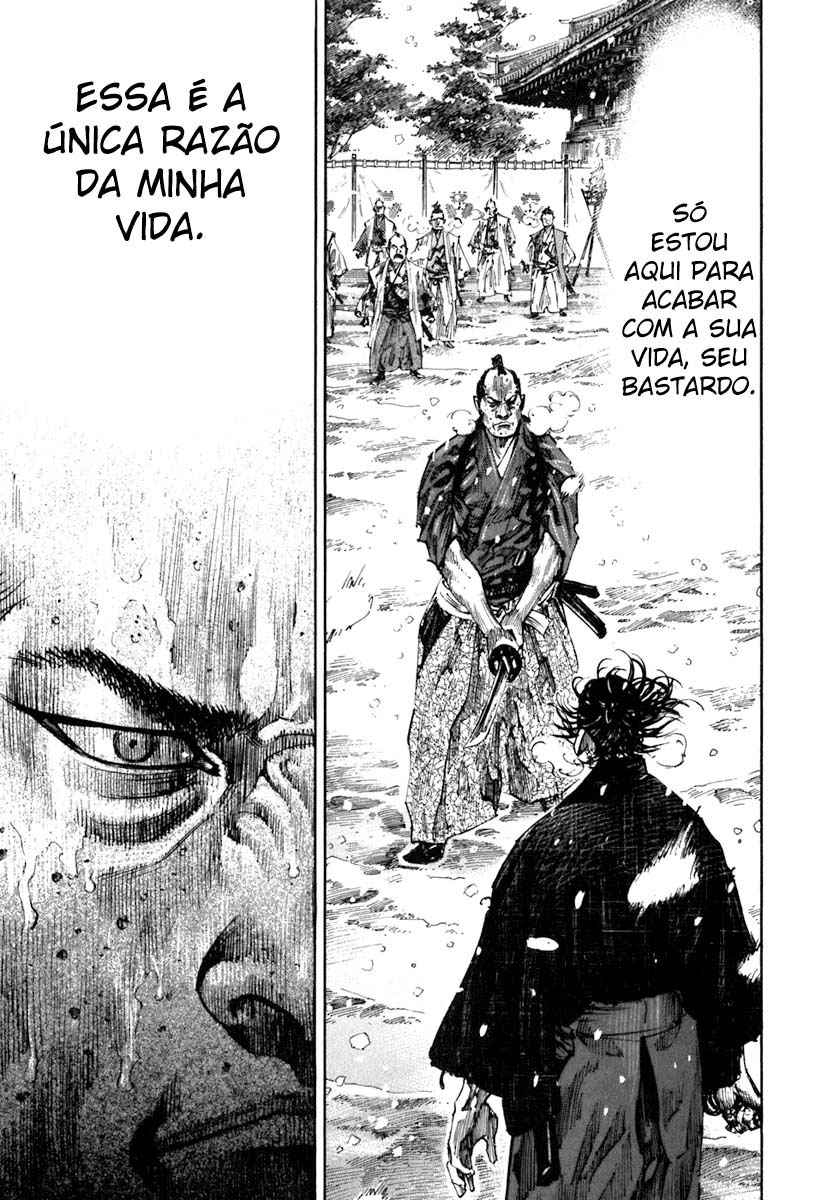 SÓ
ESTOU
AQUI PARA
ACABAR
COM A SUA
VIDA, SEU
BASTARDO.
ESSA É A
ÚNICA RAZÃO
DA MINHA
VIDA.